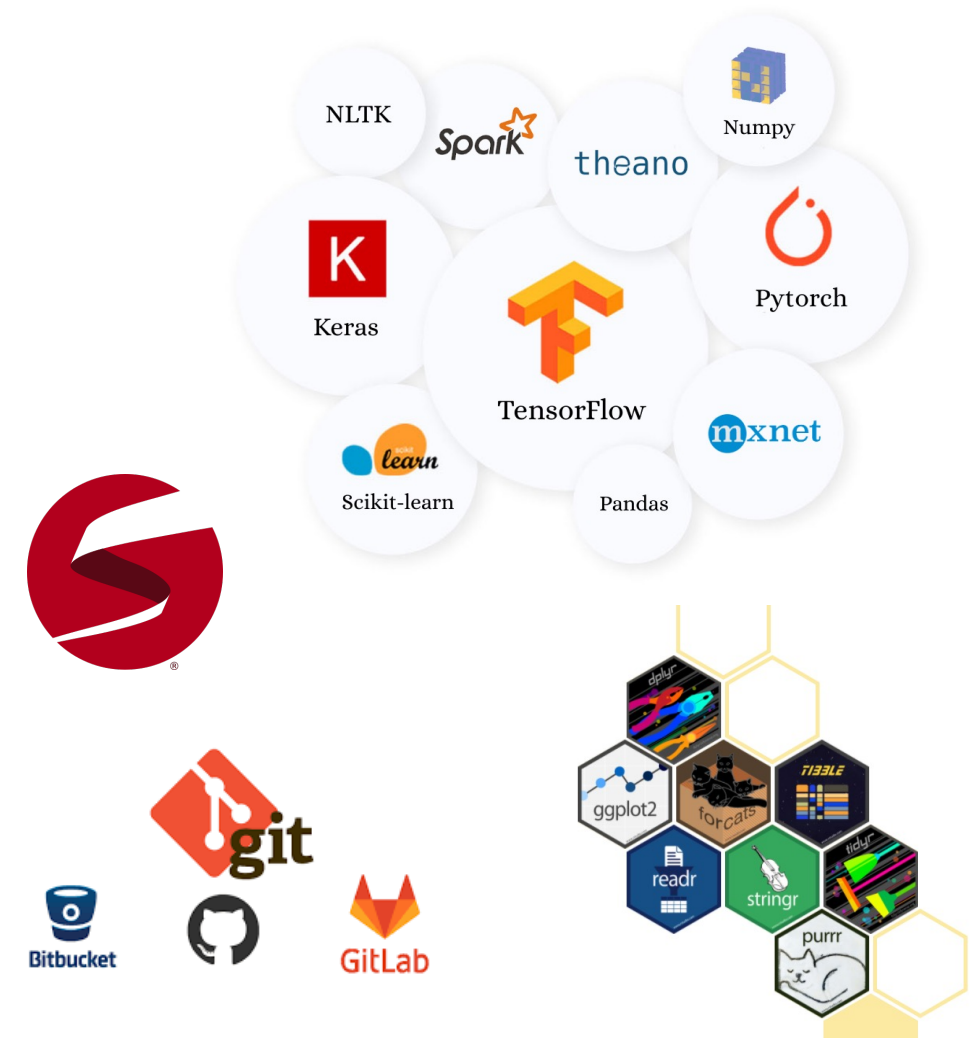 NLTK
Spark
theano
Numpy
K
Keras
TensorFlow
Pytorch
scikit
learn
Scikit-learn
mxnet
Pandas
®
git
Bitbucket
GitLab
dplyr
ggplot2
forcats
TIBBLE
readr
stringr
tidyr
purrr